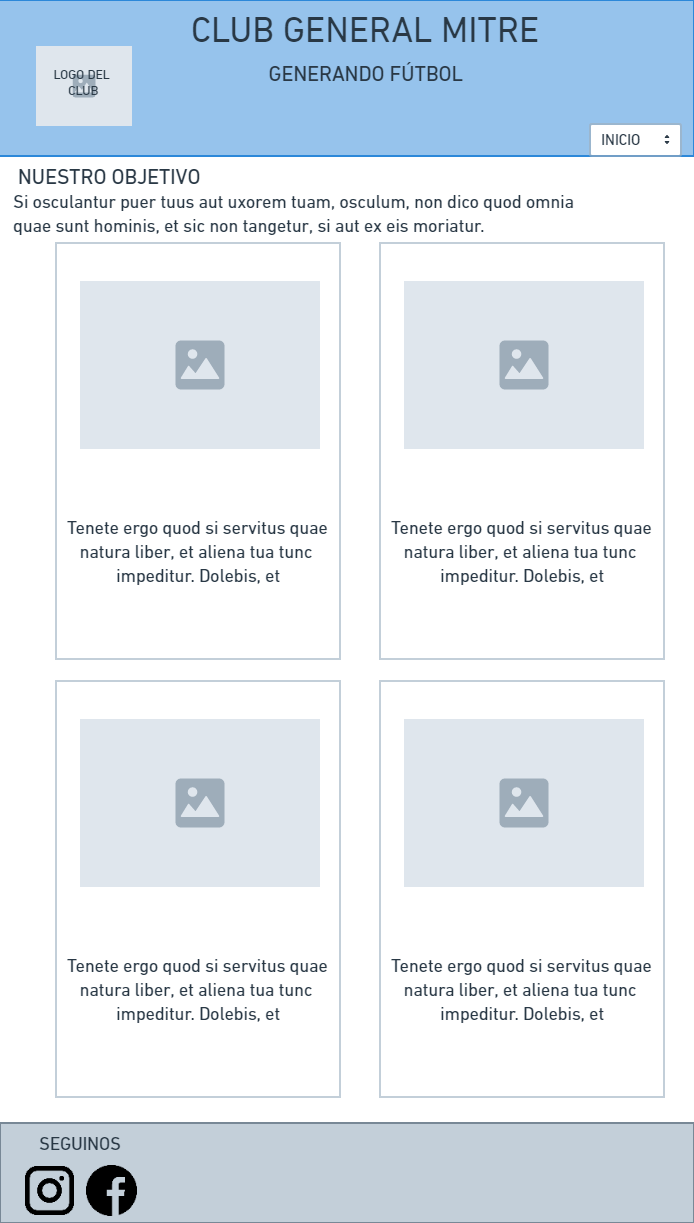 CLUB GENERAL MITRE
GENERANDO FÚTBOL
LOGO DEL
CLUB
INICIO
NUESTRO OBJETIVO
Si osculantur puer tuus aut uxorem tuam, osculum, non dico quod omnia
quae sunt hominis, et sic non tangetur, si aut ex eis moriatur.
Tenete ergo quod si servitus quae
natura liber, et aliena tua tunc
impeditur. Dolebis, et
Tenete ergo quod si servitus quae
natura liber, et aliena tua tunc
impeditur. Dolebis, et
Tenete ergo quod si servitus quae
natura liber, et aliena tua tunc
impeditur. Dolebis, et
Tenete ergo quod si servitus quae
natura liber, et aliena tua tunc
impeditur. Dolebis, et
SEGUINOS